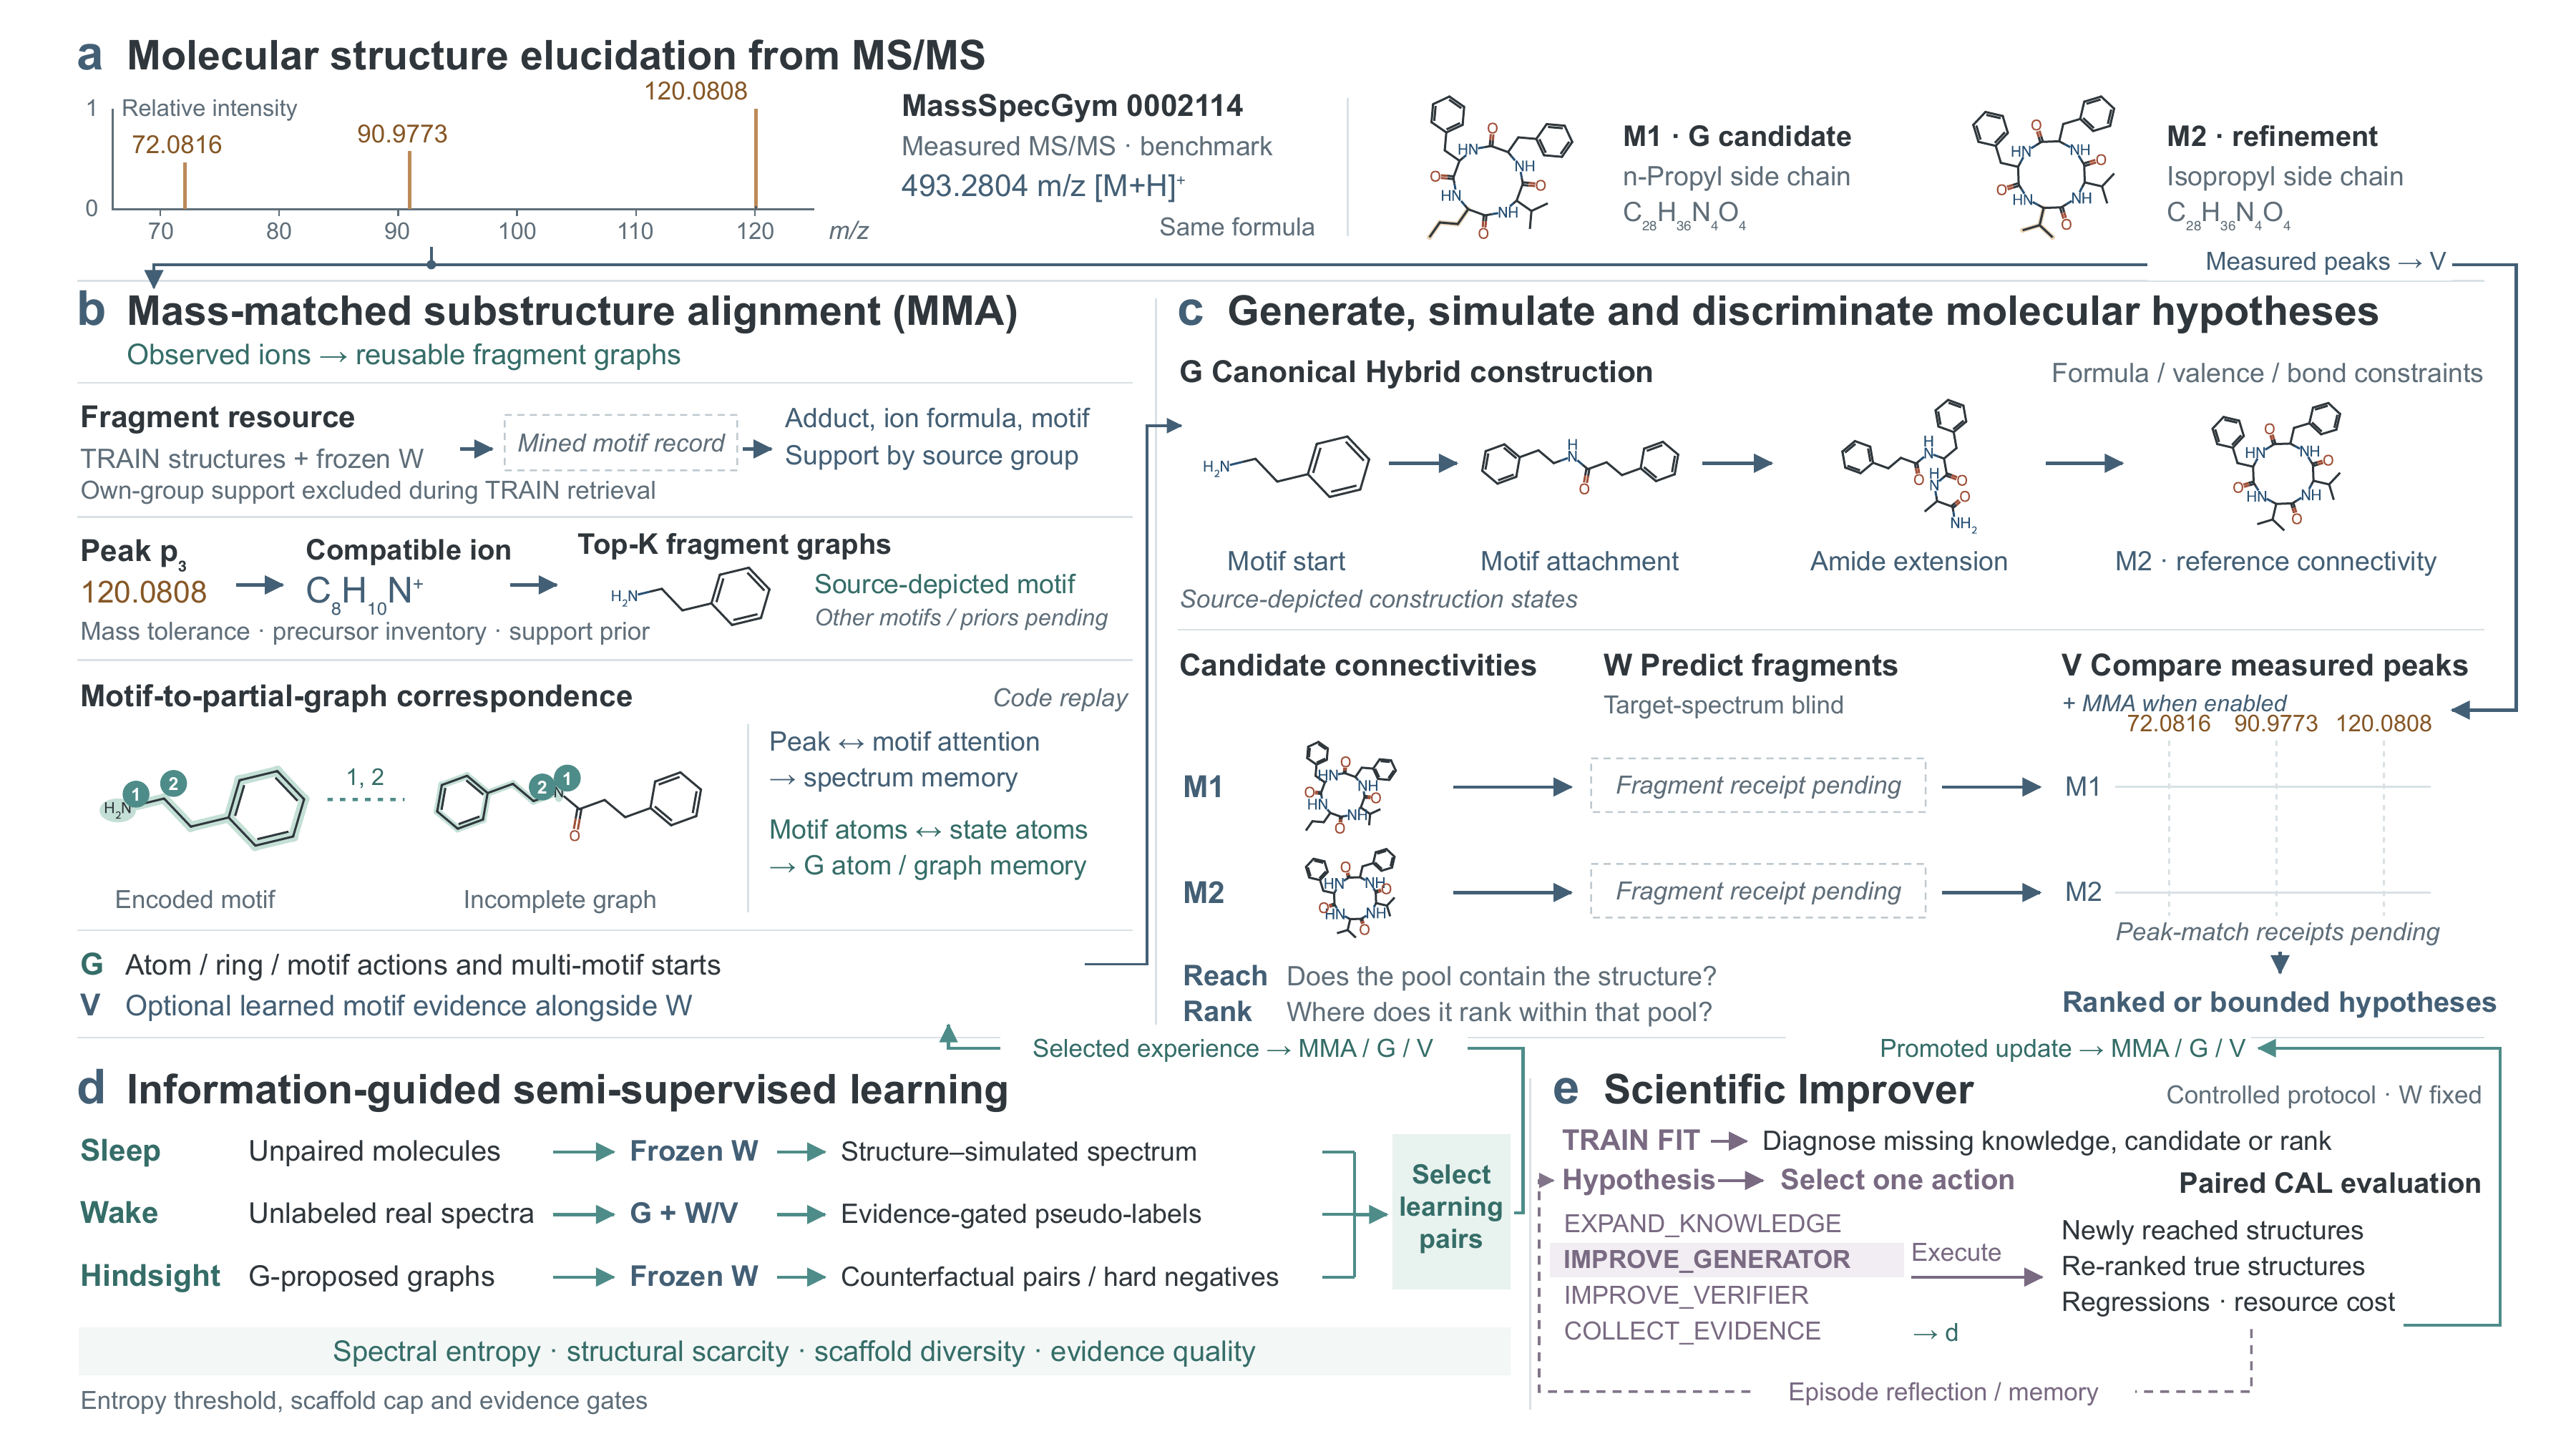 a Molecular structure elucidation from MS/MS
1 Relative intensity
72.0816
90.9773
120.0808
0
70 80 90 100 110 120 m/z
MassSpecGym 0002114
Measured MS/MS · benchmark
493.2804 m/z [M+H]⁺
Same formula
M1 · G candidate
n-Propyl side chain
C₂₈H₃₆N₄O₄
M2 · refinement
Isopropyl side chain
C₂₈H₃₆N₄O₄
Measured peaks → V
b Mass-matched substructure alignment (MMA)
Observed ions → reusable fragment graphs
Fragment resource
TRAIN structures + frozen W
Own-group support excluded during TRAIN retrieval
Mined motif record
Adduct, ion formula, motif
Support by source group
Peak p₃
120.0808
Compatible ion
C₈H₁₀N⁺
Top-K fragment graphs
H₂N
Source-depicted motif
Other motifs / priors pending
Mass tolerance · precursor inventory · support prior
Motif-to-partial-graph correspondence
Code replay
H₂N 1 2
1, 2
2 1 N O
Encoded motif
Incomplete graph
Peak ↔ motif attention
→ spectrum memory
Motif atoms ↔ state atoms
→ G atom / graph memory
G Atom / ring / motif actions and multi-motif starts
V Optional learned motif evidence alongside W
c Generate, simulate and discriminate molecular hypotheses
G Canonical Hybrid construction
Formula / valence / bond constraints
Motif start
Motif attachment
Amide extension
M2 · reference connectivity
Source-depicted construction states
Candidate connectivities
W Predict fragments
Target-spectrum blind
V Compare measured peaks
+ MMA when enabled
72.0816 90.9773 120.0808
M1
Fragment receipt pending
M1
M2
Fragment receipt pending
M2
Peak-match receipts pending
Reach Does the pool contain the structure?
Rank Where does it rank within that pool?
Ranked or bounded hypotheses
Selected experience → MMA / G / V
Promoted update → MMA / G / V
d Information-guided semi-supervised learning
Sleep Unpaired molecules Frozen W Structure–simulated spectrum
Wake Unlabeled real spectra G + W/V Evidence-gated pseudo-labels
Hindsight G-proposed graphs Frozen W Counterfactual pairs / hard negatives
Select
learning
pairs
Spectral entropy · structural scarcity · scaffold diversity · evidence quality
Entropy threshold, scaffold cap and evidence gates
e Scientific Improver
Controlled protocol · W fixed
TRAIN FIT → Diagnose missing knowledge, candidate or rank
Hypothesis → Select one action
EXPAND_KNOWLEDGE
IMPROVE_GENERATOR
IMPROVE_VERIFIER
COLLECT_EVIDENCE → d
Execute
Paired CAL evaluation
Newly reached structures
Re-ranked true structures
Regressions · resource cost
Episode reflection / memory